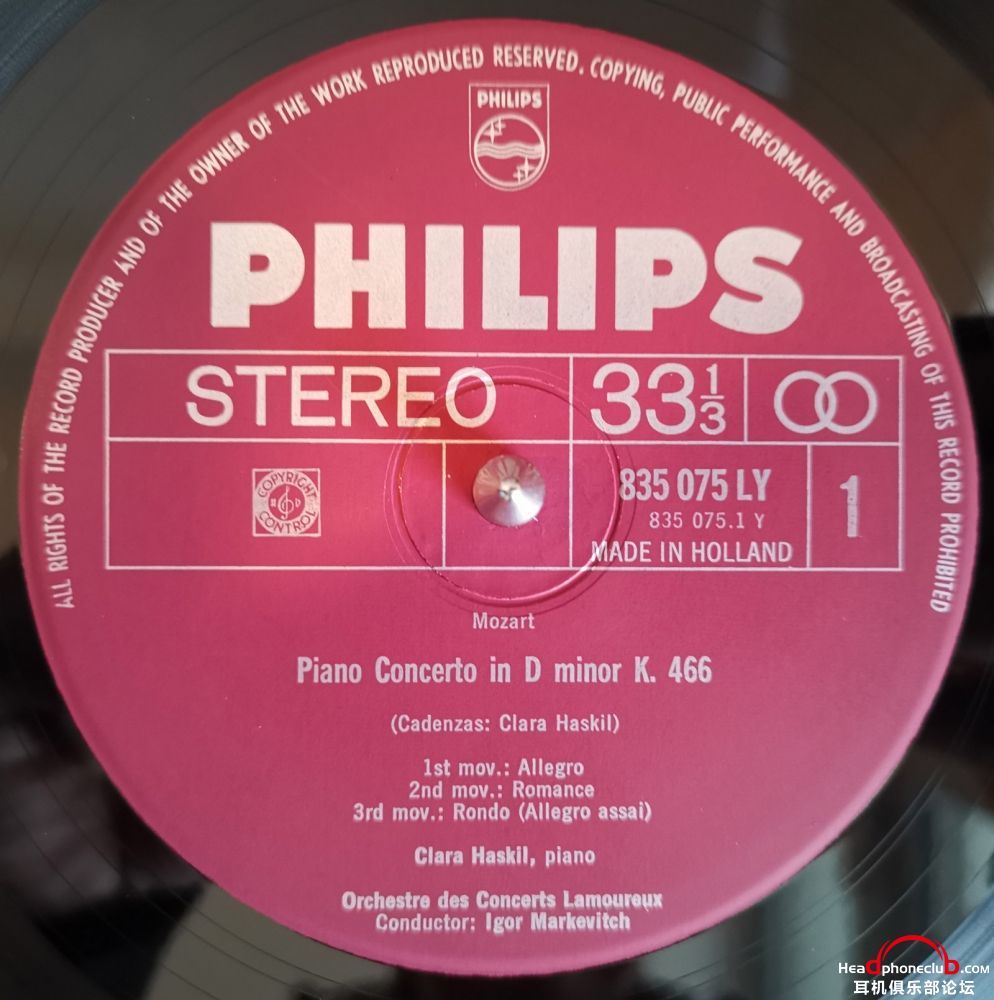 ALL RIGHTS OF THE RECORD PRODUCER AND OF THE OWNER OF THE WORK REPRODUCED RESERVED. COPYING, PUBLIC PERFORMANCE AND BROADCASTING OF THIS RECORD PROHIBITED
PHILIPS
PHILIPS
STEREO
33 1/3
COPYRIGHT
CONTROL
835 075 LY
835 075.1 Y
MADE IN HOLLAND
1
Mozart
Piano Concerto in D minor K. 466
(Cadenzas: Clara Haskil)
1st mov.: Allegro
2nd mov.: Romance
3rd mov.: Rondo (Allegro assai)
Clara Haskil, piano
Orchestre des Concerts Lamoureux
Conductor: Igor Markevitch
HeadphoneclubD.COM
耳机俱乐部论坛